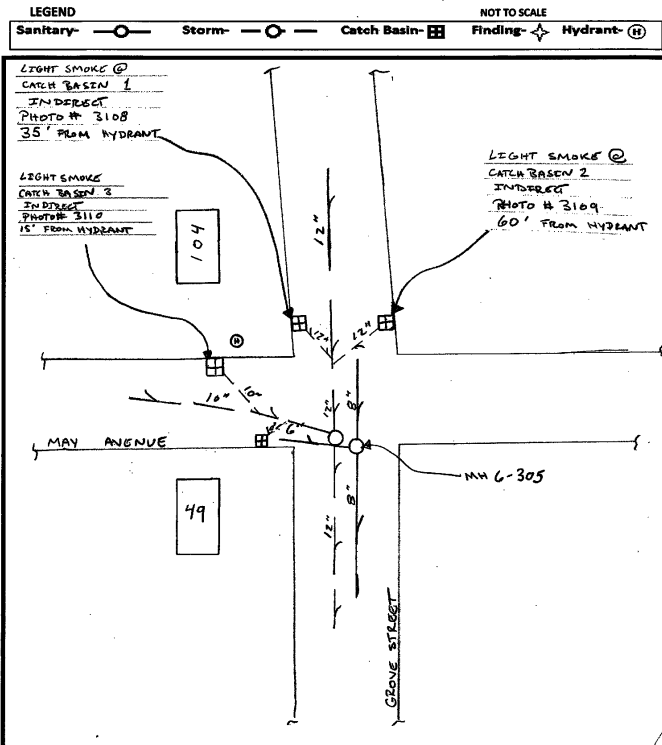 LEGEND
NOT TO SCALE
Sanitary- Storm- Catch Basin- Finding- Hydrant- H
LIGHT SMOKE @
CATCH BASIN 1
INDIRECT
PHOTO # 3108
35' FROM HYDRANT
LIGHT SMOKE
CATCH BASIN 3
INDIRECT
PHOTO# 3110
15' FROM HYDRANT
LIGHT SMOKE @
CATCH BASIN 2
INDIRECT
PHOTO # 3109
60' FROM HYDRANT
104
12"
12"
12"
H
10"
10"
12"
8"
6"
MAY AVENUE
MH 6-305
49
12"
8"
GROVE STREET